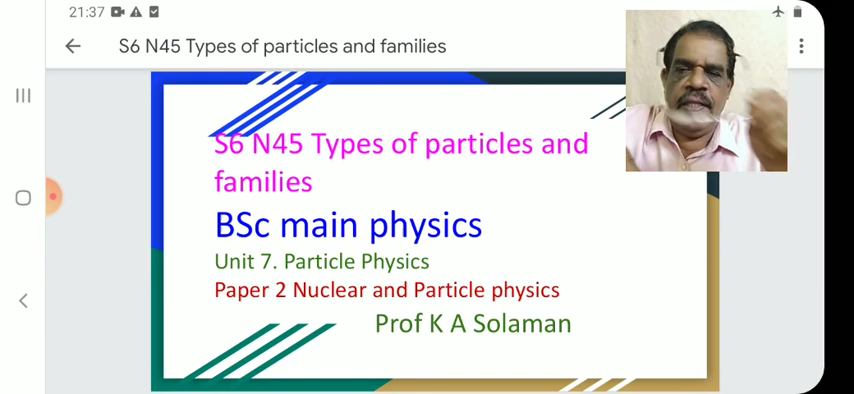 21:37
S6 N45 Types of particles and families
S6 N45 Types of particles and
families
BSc main physics
Unit 7. Particle Physics
Paper 2 Nuclear and Particle physics
Prof K A Solaman